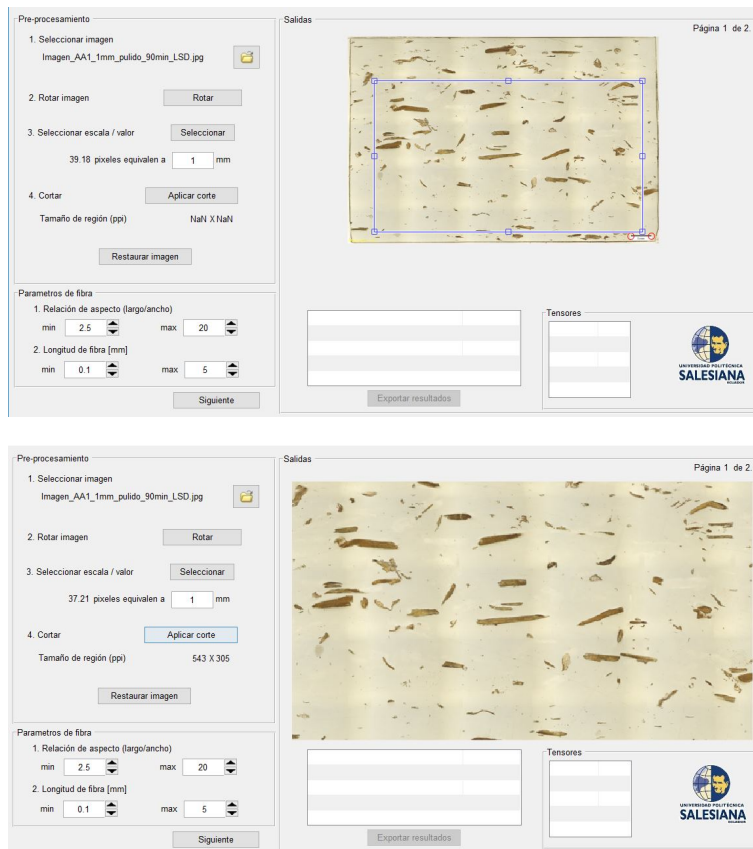 Pre-procesamiento
1. Seleccionar imagen
Imagen_AA1_1mm_pulido_90min_LSD.jpg
2. Rotar imagen Rotar
3. Seleccionar escala / valor Seleccionar
39.18 pixeles equivalen a 1 mm
4. Cortar Aplicar corte
Tamaño de región (ppi) NaN X NaN
Restaurar imagen
Parametros de fibra
1. Relación de aspecto (largo/ancho)
min 2.5 max 20
2. Longitud de fibra [mm]
min 0.1 max 5
Siguiente
Salidas
Página 1 de 2.
Exportar resultados
Tensores
UNIVERSIDAD POLITÉCNICA
SALESIANA
ECUADOR
Pre-procesamiento
1. Seleccionar imagen
Imagen_AA1_1mm_pulido_90min_LSD.jpg
2. Rotar imagen Rotar
3. Seleccionar escala / valor Seleccionar
37.21 pixeles equivalen a 1 mm
4. Cortar Aplicar corte
Tamaño de región (ppi) 543 X 305
Restaurar imagen
Parametros de fibra
1. Relación de aspecto (largo/ancho)
min 2.5 max 20
2. Longitud de fibra [mm]
min 0.1 max 5
Siguiente
Salidas
Página 1 de 2.
Exportar resultados
Tensores
UNIVERSIDAD POLITÉCNICA
SALESIANA
ECUADOR